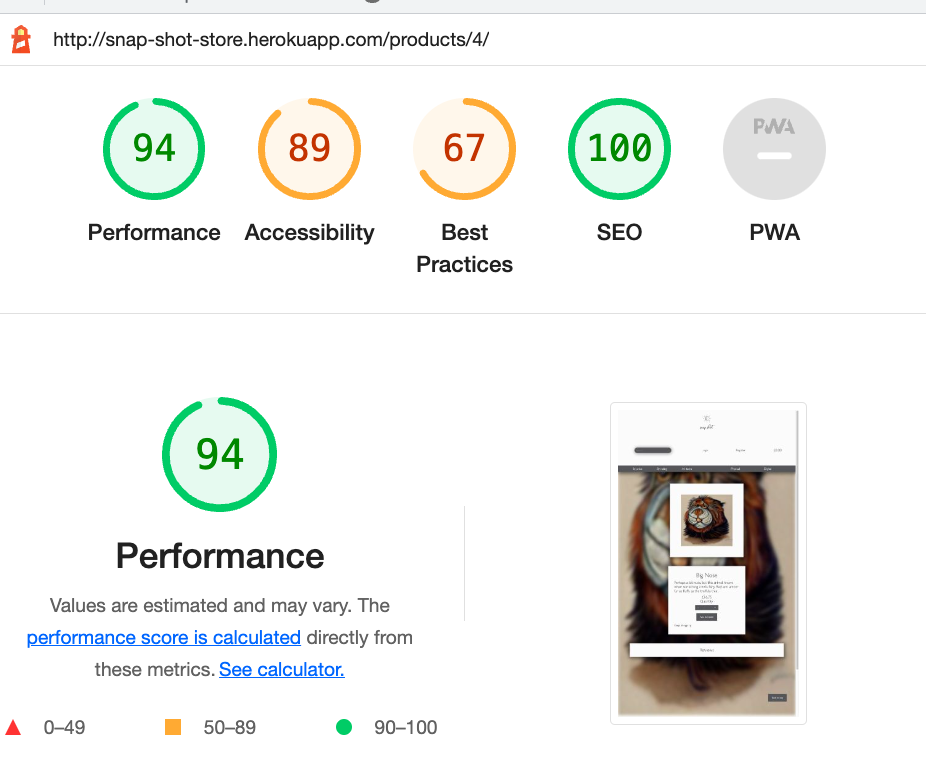 http://snap-shot-store.herokuapp.com/products/4/
94
89
67
100
PWA
Performance
Accessibility
Best
Practices
SEO
PWA
94
Performance
Values are estimated and may vary. The
performance score is calculated directly from
these metrics. See calculator.
0–49
50–89
90–100
Big Nose